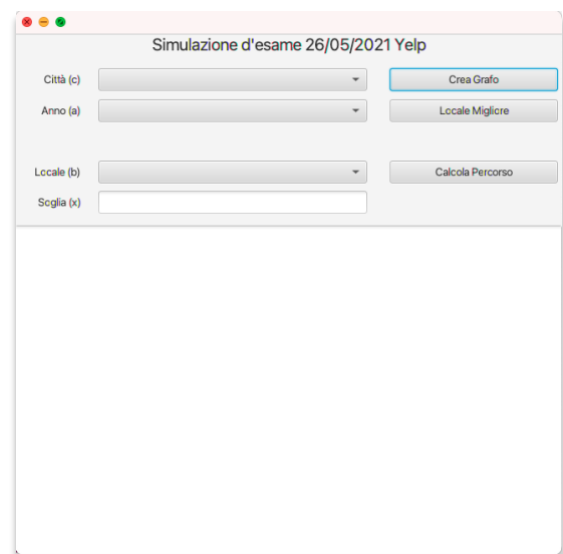 Simulazione d'esame 26/05/2021 Yelp
Città (c) Crea Grafo
Anno (a) Locale Migliore
Locale (b) Calcola Percorso
Soglia (x)